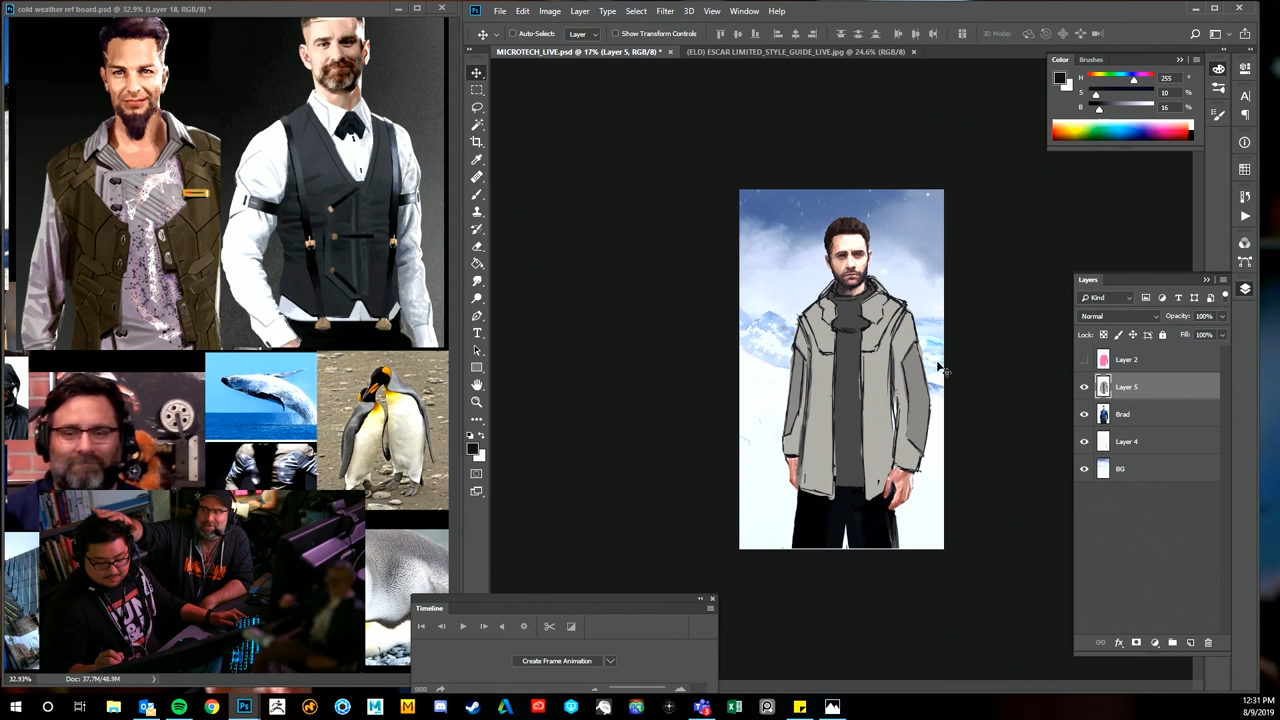 cold weather ref board.psd @ 32.9% (Layer 18, RGB/8) *
File Edit Image Layer Type Select Filter 3D View Window Help
Auto-Select: Layer Show Transform Controls 3D Mode:
MICROTECH_LIVE.psd @ 17% (Layer 5, RGB/8) * × (ELD) ESCAR LIMITED_STYLE_GUIDE_LIVE.jpg @ 24.6% (RGB/8) ×
Color Brushes
H 255 °
S 10 %
B 16 %
Layers
Kind
Normal Opacity: 100%
Lock: Fill: 100%
Layer 2
Layer 5
Brad
Layer 4
BG
Timeline
Create Frame Animation
32.93% Doc: 37.7M/48.9M
12:31 PM
8/9/2019